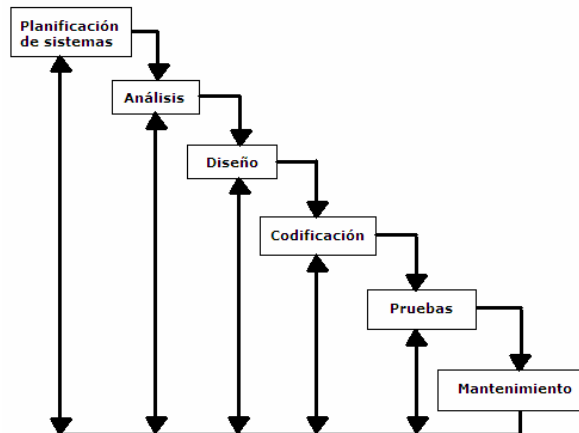 Planificación
de sistemas
Análisis
Diseño
Codificación
Pruebas
Mantenimiento